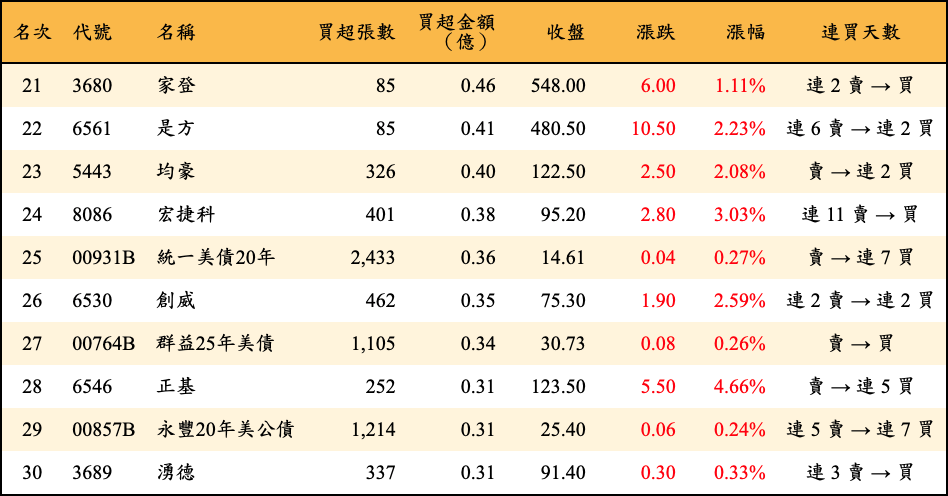 名次 代號 名稱 買超張數 買超金額（億） 收盤 漲跌 漲幅 連買天數
21 3680 家登 85 0.46 548.00 6.00 1.11% 連 2 賣 → 買
22 6561 是方 85 0.41 480.50 10.50 2.23% 連 6 賣 → 連 2 買
23 5443 均豪 326 0.40 122.50 2.50 2.08% 賣 → 連 2 買
24 8086 宏捷科 401 0.38 95.20 2.80 3.03% 連 11 賣 → 買
25 00931B 統一美債20年 2,433 0.36 14.61 0.04 0.27% 賣 → 連 7 買
26 6530 創威 462 0.35 75.30 1.90 2.59% 連 2 賣 → 連 2 買
27 00764B 群益25年美債 1,105 0.34 30.73 0.08 0.26% 賣 → 買
28 6546 正基 252 0.31 123.50 5.50 4.66% 賣 → 連 5 買
29 00857B 永豐20年美公債 1,214 0.31 25.40 0.06 0.24% 連 5 賣 → 連 7 買
30 3689 湧德 337 0.31 91.40 0.30 0.33% 連 3 賣 → 買